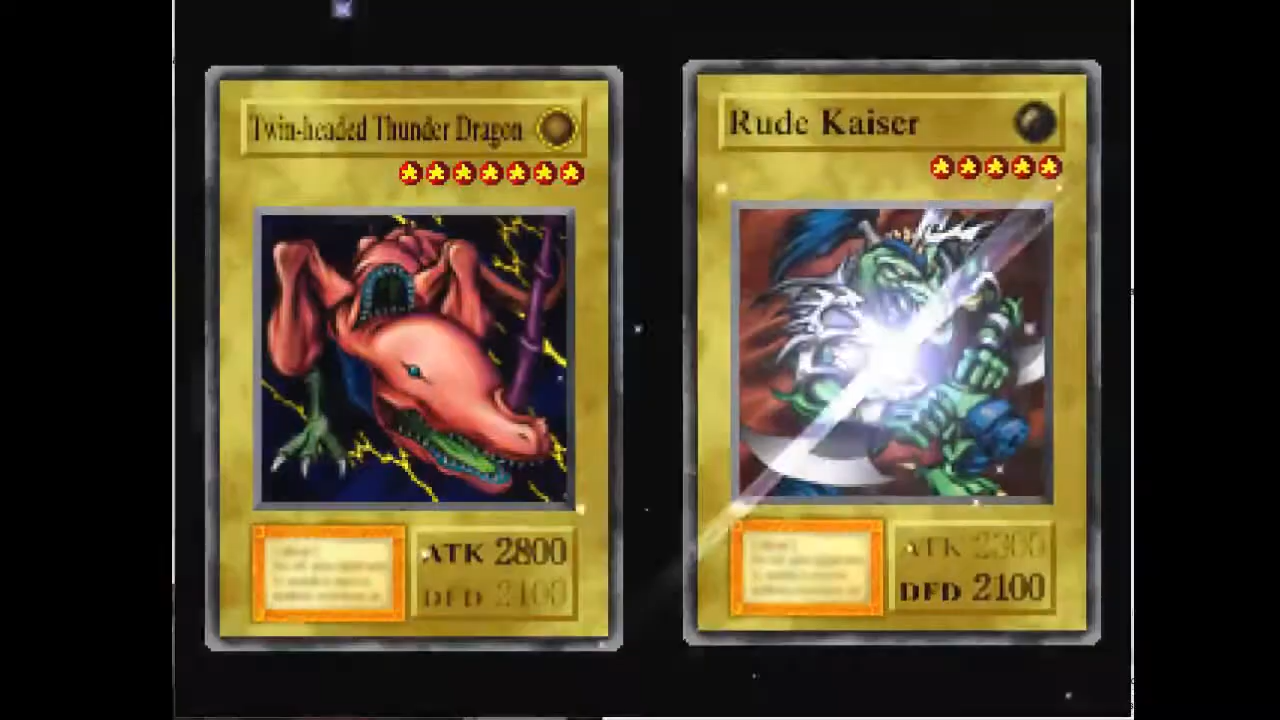 Twin-headed Thunder Dragon
ATK 2800
DFD 2100
Rude Kaiser
ATK 2300
DFD 2100